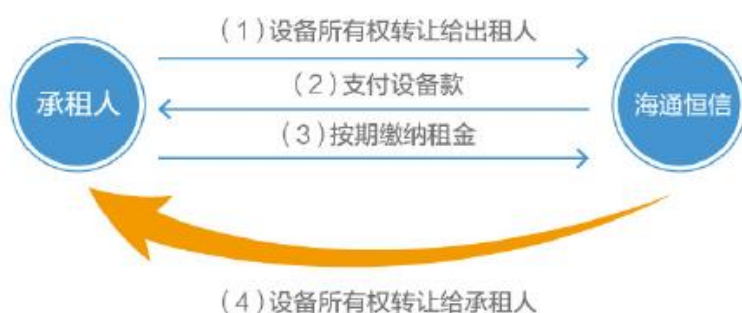 （1）设备所有权转让给出租人
（2）支付设备款
承租人
海通恒信
（3）按期缴纳租金
（4）设备所有权转让给承租人